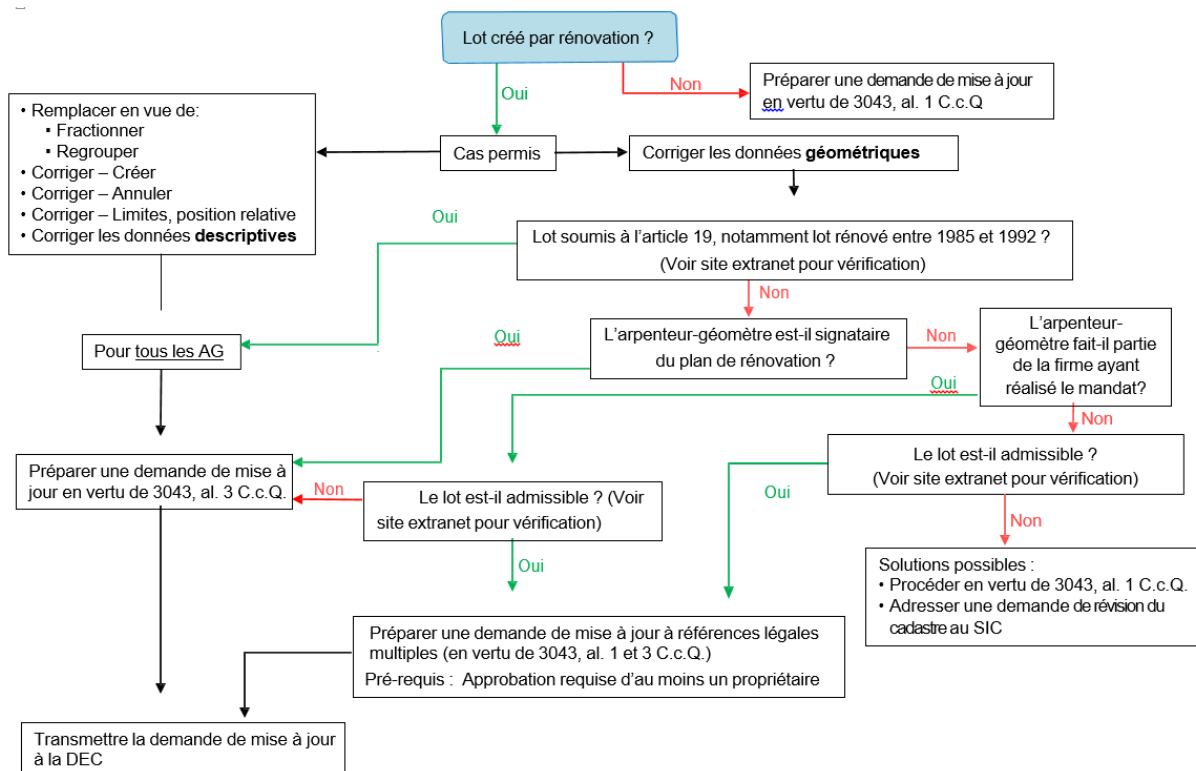 Lot créé par rénovation ?
Oui
Non
Préparer une demande de mise à jour
en vertu de 3043, al. 1 C.c.Q
• Remplacer en vue de:
▪ Fractionner
▪ Regrouper
• Corriger – Créer
• Corriger – Annuler
• Corriger – Limites, position relative
• Corriger les données descriptives
Cas permis
Corriger les données géométriques
Oui
Lot soumis à l'article 19, notamment lot rénové entre 1985 et 1992 ?
(Voir site extranet pour vérification)
Non
Pour tous les AG
Oui
L'arpenteur-géomètre est-il signataire
du plan de rénovation ?
Non
L'arpenteur-
géomètre fait-il partie
de la firme ayant
réalisé le mandat?
Oui
Non
Préparer une demande de mise à
jour en vertu de 3043, al. 3 C.c.Q.
Non
Le lot est-il admissible ? (Voir
site extranet pour vérification)
Oui
Le lot est-il admissible ?
(Voir site extranet pour vérification)
Oui
Non
Solutions possibles :
• Procéder en vertu de 3043, al. 1 C.c.Q.
• Adresser une demande de révision du
cadastre au SIC
Préparer une demande de mise à jour à références légales
multiples (en vertu de 3043, al. 1 et 3 C.c.Q.)
Pré-requis : Approbation requise d'au moins un propriétaire
Transmettre la demande de mise à jour
à la DEC